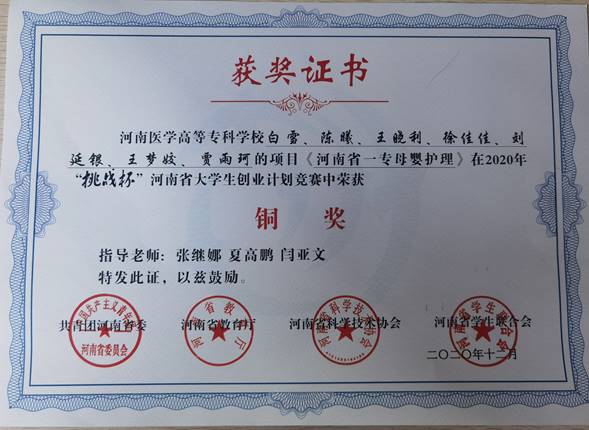 获奖证书
河南医学高等专科学校白雪、陈曦、王晓利、徐佳佳、刘
延银、王梦姣、贾雨珂的项目《河南省一专母婴护理》在2020年
“挑战杯”河南省大学生创业计划竞赛中荣获
铜 奖
指导老师：张继娜 夏高鹏 闫亚文
特发此证，以兹鼓励。
共青团河南省委 河南省教育厅 河南省科学技术协会 河南省学生联合会
河南省委员会
二〇二〇年十二月